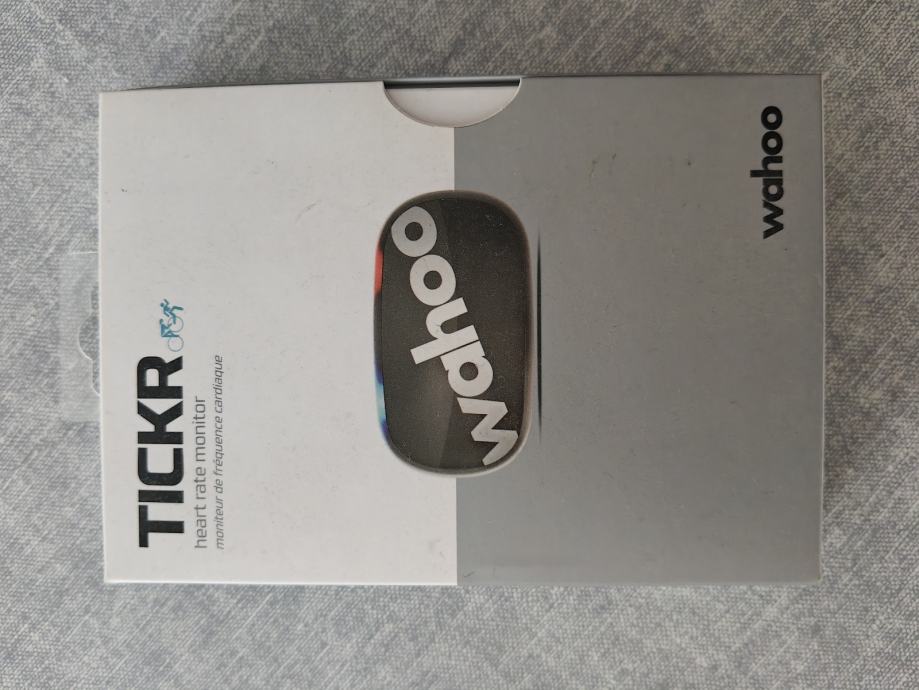 TICKR
heart rate monitor
moniteur de fréquence cardiaque
wahoo
wahoo